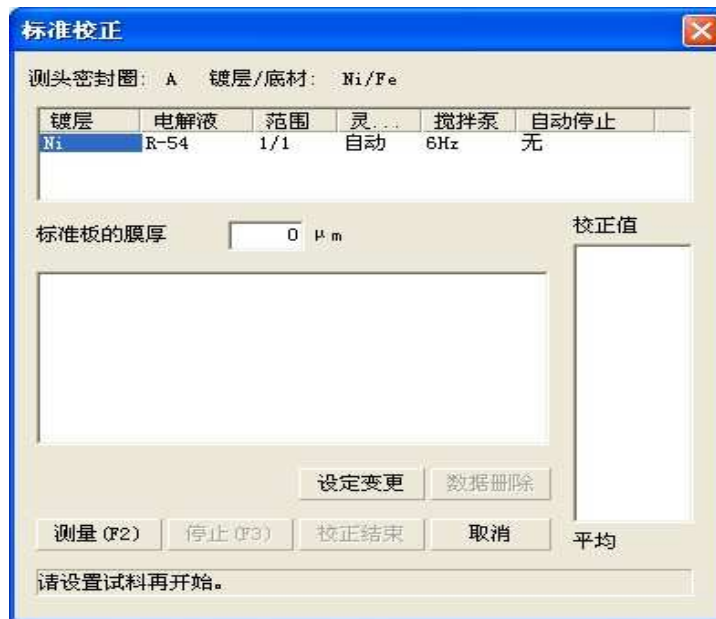 标准校正
测头密封圈: A 镀层/底材: Ni/Fe
镀层 电解液 范围 灵... 搅拌泵 自动停止
Ni R-54 1/1 自动 6Hz 无
标准板的膜厚 0 μm
校正值
设定变更 数据删除
测量(F2) 停止(F3) 校正结束 取消
平均
请设置试料再开始。